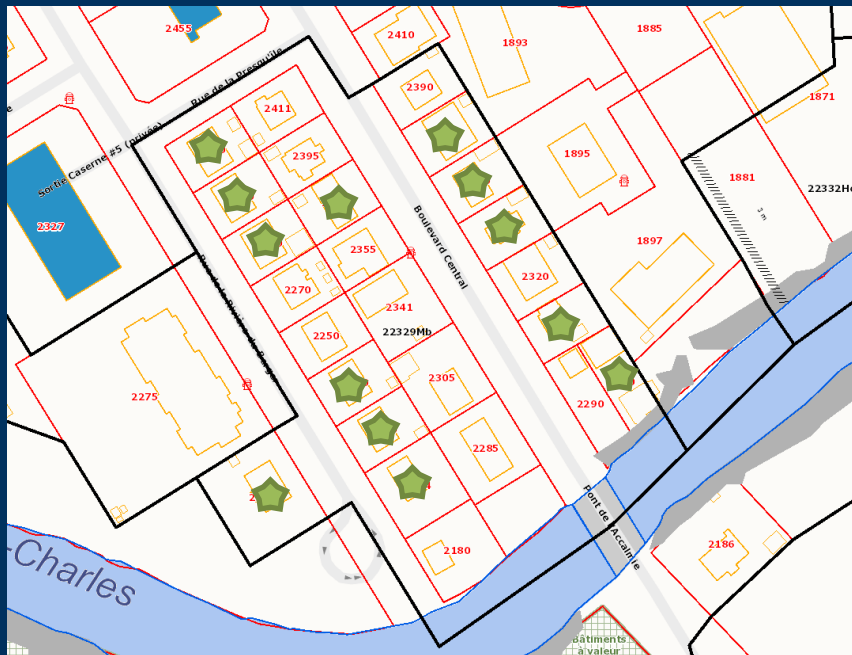 2455
2410
1893
1885
2390
1871
Rue de la Presqu'île
2411
2395
1895
Sortie Caserne #5 (privée)
1881
2327
3 m
Boulevard Central
1897
2355
2270
2320
2341
2250
22329Mb
2305
2275
2290
2285
Pont de l'Accalmie
2180
2186
-Charles
Bâtiments
à valeur